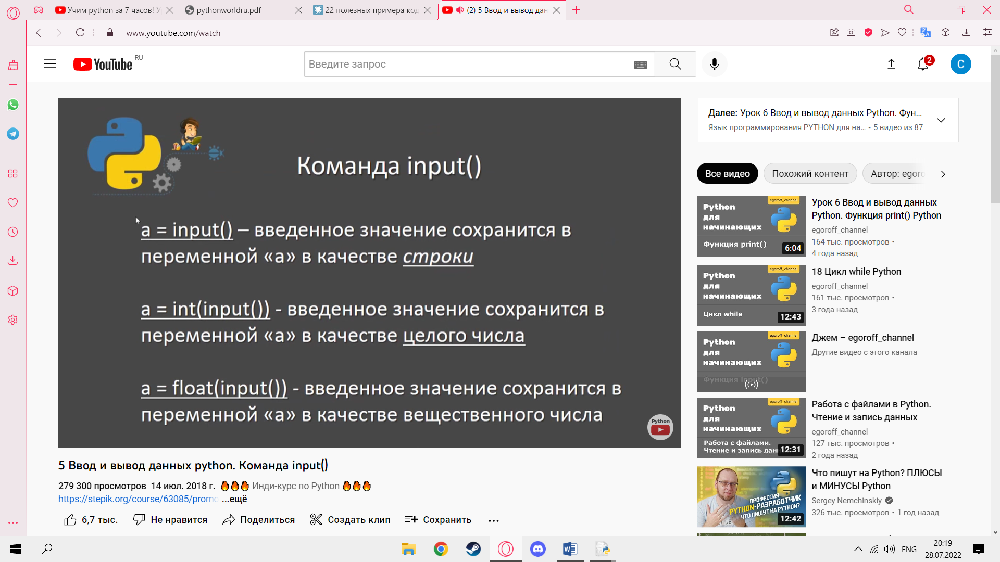 Учим python за 7 часов! У
pythonworldru.pdf
22 полезных примера код
(2) 5 Ввод и вывод дан
www.youtube.com/watch
YouTube RU
Введите запрос
2
C
Команда input()
a = input() – введенное значение сохранится в
переменной «a» в качестве строки
a = int(input()) - введенное значение сохранится в
переменной «a» в качестве целого числа
a = float(input()) - введенное значение сохранится в
переменной «a» в качестве вещественного числа
Python
5 Ввод и вывод данных python. Команда input()
279 300 просмотров 14 июл. 2018 г. 🔥🔥🔥 Инди-курс по Python 🔥🔥🔥
https://stepik.org/course/63085/promo ...ещё
6,7 тыс. Не нравится Поделиться Создать клип Сохранить ...
Далее: Урок 6 Ввод и вывод данных Python. Фун...
Язык программирования PYTHON для на... - 5 видео из 87
Все видео Похожий контент Автор: egoro
egoroff_channel
Python
для
начинающих
Функция print()
6:04
Урок 6 Ввод и вывод данных
Python. Функция print() Python
egoroff_channel
164 тыс. просмотров •
4 года назад
egoroff_channel
Python
для
начинающих
Цикл while
12:43
18 Цикл while Python
egoroff_channel
161 тыс. просмотров •
3 года назад
egoroff_channel
Python
для
начинающих
Функция input()
Джем – egoroff_channel
Другие видео с этого канала
egoroff_channel
Python
для
начинающих
Работа с файлами.
Чтение и запись дан
12:31
Работа с файлами в Python.
Чтение и запись данных
egoroff_channel
127 тыс. просмотров •
2 года назад
ПРОФЕССИЯ
PYTHON-РАЗРАБОТЧИК
ЧТО ПИШУТ НА PYTHON?
12:42
Что пишут на Python? ПЛЮСЫ
и МИНУСЫ Python
Sergey Nemchinskiy
326 тыс. просмотров • 1 год назад
ENG
20:19
28.07.2022